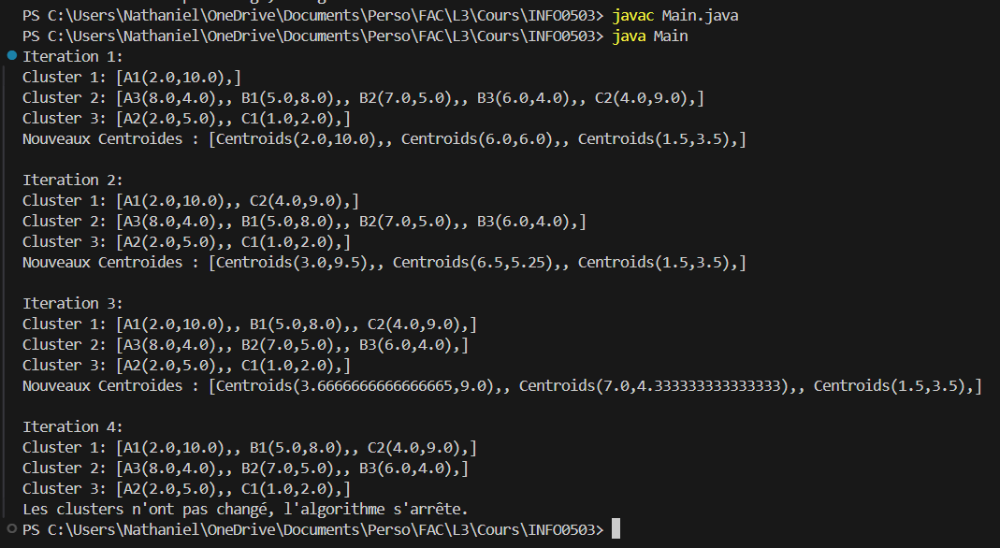 PS C:\Users\Nathaniel\OneDrive\Documents\Perso\FAC\L3\Cours\INFO0503> javac Main.java
PS C:\Users\Nathaniel\OneDrive\Documents\Perso\FAC\L3\Cours\INFO0503> java Main
Iteration 1:
Cluster 1: [A1(2.0,10.0),]
Cluster 2: [A3(8.0,4.0),, B1(5.0,8.0),, B2(7.0,5.0),, B3(6.0,4.0),, C2(4.0,9.0),]
Cluster 3: [A2(2.0,5.0),, C1(1.0,2.0),]
Nouveaux Centroides : [Centroids(2.0,10.0),, Centroids(6.0,6.0),, Centroids(1.5,3.5),]

Iteration 2:
Cluster 1: [A1(2.0,10.0),, C2(4.0,9.0),]
Cluster 2: [A3(8.0,4.0),, B1(5.0,8.0),, B2(7.0,5.0),, B3(6.0,4.0),]
Cluster 3: [A2(2.0,5.0),, C1(1.0,2.0),]
Nouveaux Centroides : [Centroids(3.0,9.5),, Centroids(6.5,5.25),, Centroids(1.5,3.5),]

Iteration 3:
Cluster 1: [A1(2.0,10.0),, B1(5.0,8.0),, C2(4.0,9.0),]
Cluster 2: [A3(8.0,4.0),, B2(7.0,5.0),, B3(6.0,4.0),]
Cluster 3: [A2(2.0,5.0),, C1(1.0,2.0),]
Nouveaux Centroides : [Centroids(3.6666666666666665,9.0),, Centroids(7.0,4.333333333333333),, Centroids(1.5,3.5),]

Iteration 4:
Cluster 1: [A1(2.0,10.0),, B1(5.0,8.0),, C2(4.0,9.0),]
Cluster 2: [A3(8.0,4.0),, B2(7.0,5.0),, B3(6.0,4.0),]
Cluster 3: [A2(2.0,5.0),, C1(1.0,2.0),]
Les clusters n'ont pas changé, l'algorithme s'arrête.
PS C:\Users\Nathaniel\OneDrive\Documents\Perso\FAC\L3\Cours\INFO0503>